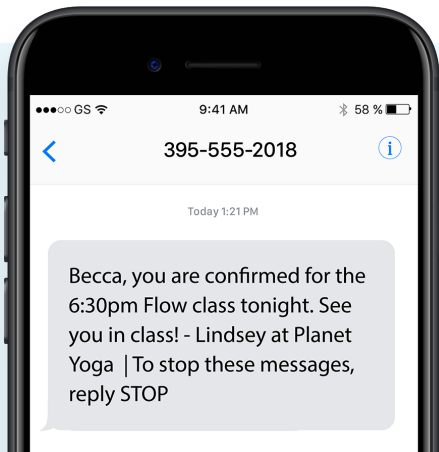 GS 9:41 AM 58 %
395-555-2018
Today 1:21 PM
Becca, you are confirmed for the
6:30pm Flow class tonight. See
you in class! - Lindsey at Planet
Yoga | To stop these messages,
reply STOP